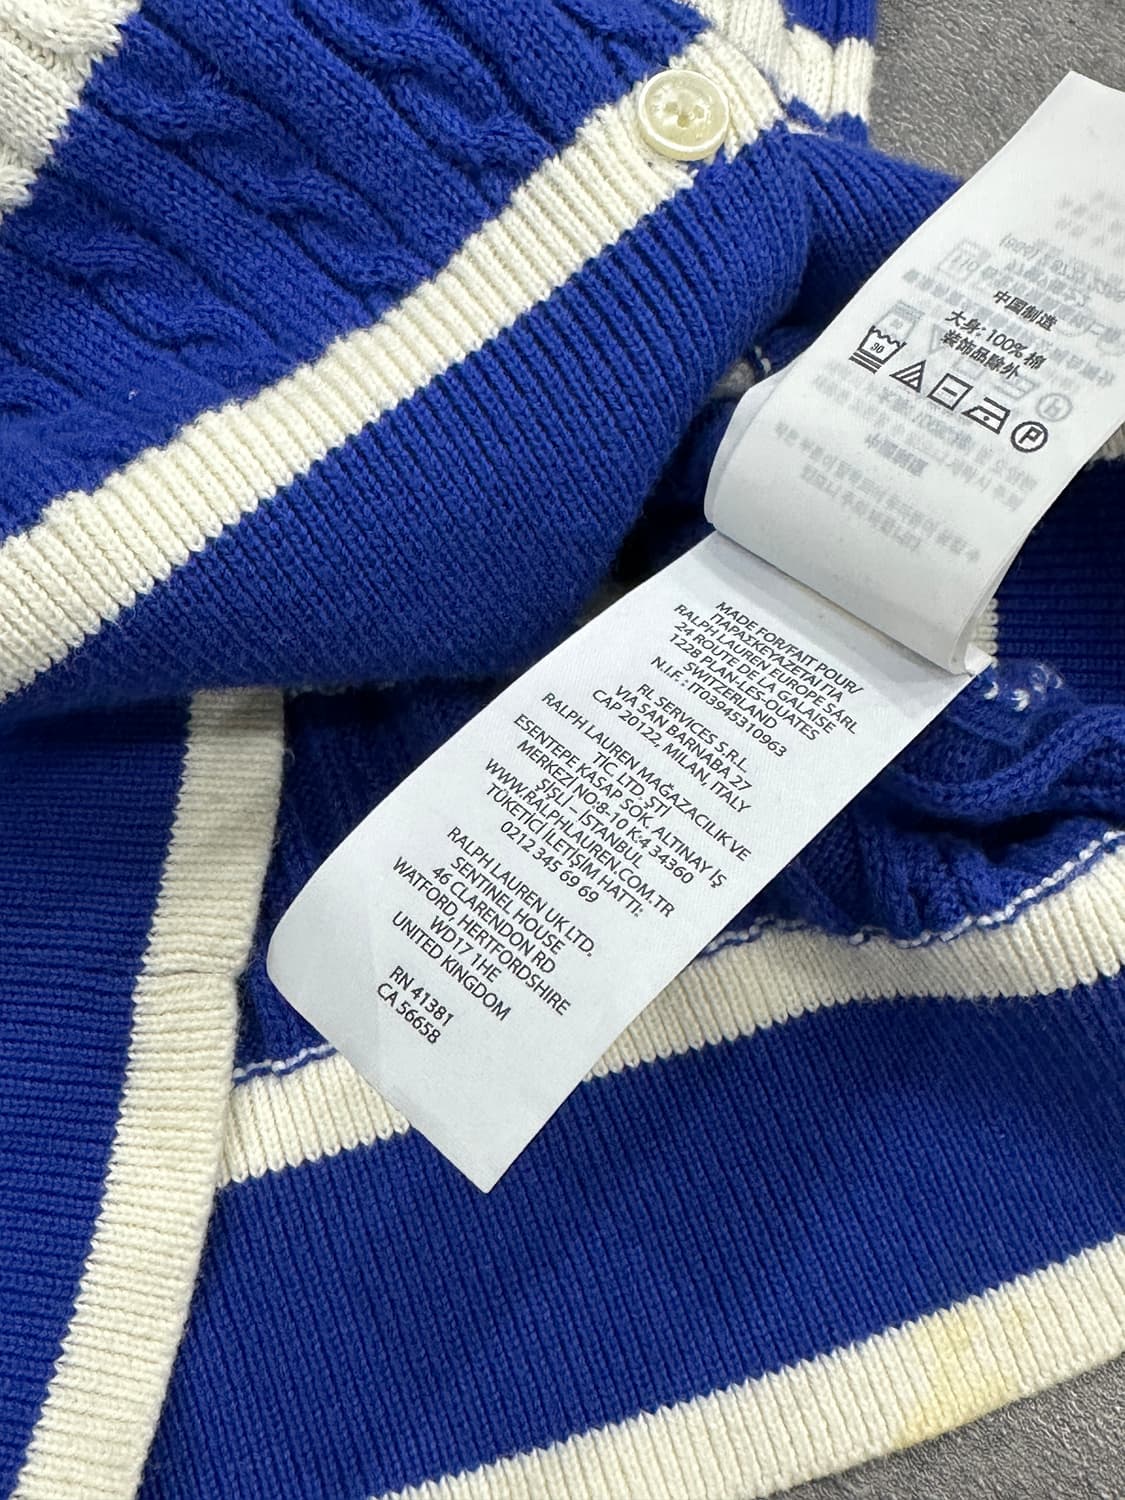 中国制造
大身: 100% 棉
装饰品除外
30
P
MADE FOR/FAIT POUR/
ΠΑΡΑΣΚΕΥΑΖΕΤΑΙ ΓΙΑ
RALPH LAUREN EUROPE SÀRL
24 ROUTE DE LA GALAISE
1228 PLAN-LES-OUATES
SWITZERLAND
N.I.F.: IT03945310963
RL SERVICES S.R.L.
VIA SAN BARNABA 27
CAP 20122, MILAN, ITALY
RALPH LAUREN MAĞAZACILIK VE
TIC. LTD. ŞTİ
ESENTEPE KASAP SOK. ALTINAY İŞ
MERKEZİ NO:8-10 K:4 34360
ŞİŞLİ – İSTANBUL
WWW.RALPHLAUREN.COM.TR
TÜKETİCİ İLETİŞİM HATTI:
0212 345 69 69
RALPH LAUREN UK LTD.
SENTINEL HOUSE
46 CLARENDON RD
WATFORD, HERTFORDSHIRE
WD17 1HE
UNITED KINGDOM
RN 41381
CA 56658